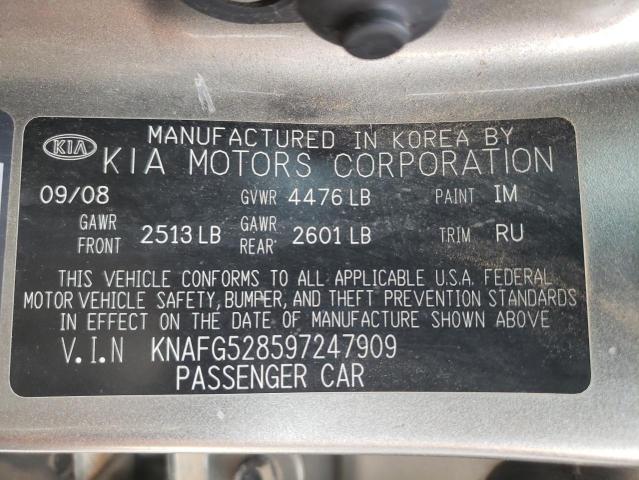 MANUFACTURED IN KOREA BY
KIA KIA MOTORS CORPORATION
09/08 GVWR 4476 LB PAINT IM
GAWR FRONT 2513 LB GAWR REAR 2601 LB TRIM RU
THIS VEHICLE CONFORMS TO ALL APPLICABLE U.S.A. FEDERAL
MOTOR VEHICLE SAFETY, BUMPER, AND THEFT PREVENTION STANDARDS
IN EFFECT ON THE DATE OF MANUFACTURE SHOWN ABOVE
V.I.N KNAFG528597247909
PASSENGER CAR